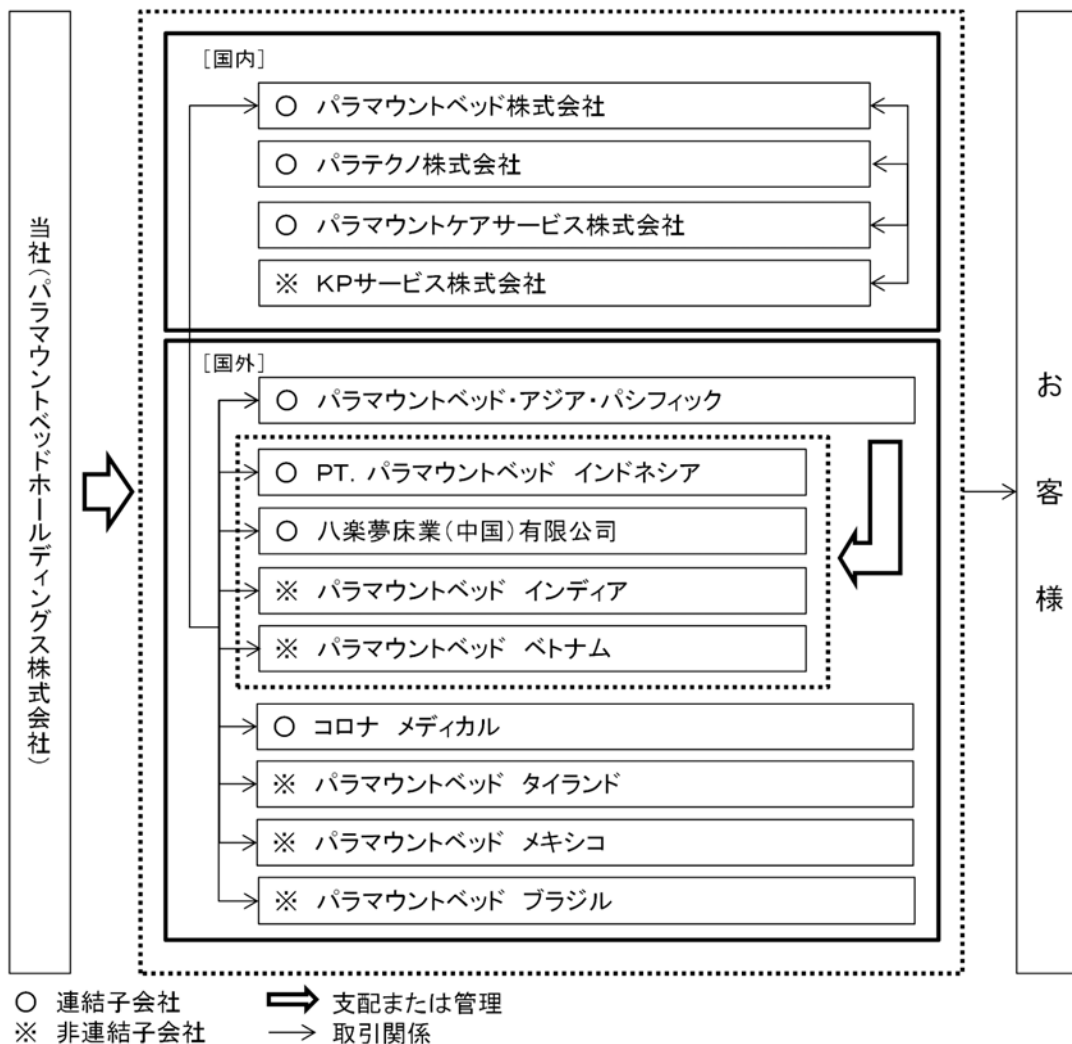 当社(パラマウントベッドホールディングス株式会社)
[国内]
○ パラマウントベッド株式会社
○ パラテクノ株式会社
○ パラマウントケアサービス株式会社
※ KPサービス株式会社
[国外]
○ パラマウントベッド・アジア・パシフィック
○ PT. パラマウントベッド インドネシア
○ 八楽夢床業(中国)有限公司
※ パラマウントベッド インディア
※ パラマウントベッド ベトナム
○ コロナ メディカル
※ パラマウントベッド タイランド
※ パラマウントベッド メキシコ
※ パラマウントベッド ブラジル
お客様
○ 連結子会社
支配または管理
※ 非連結子会社
取引関係